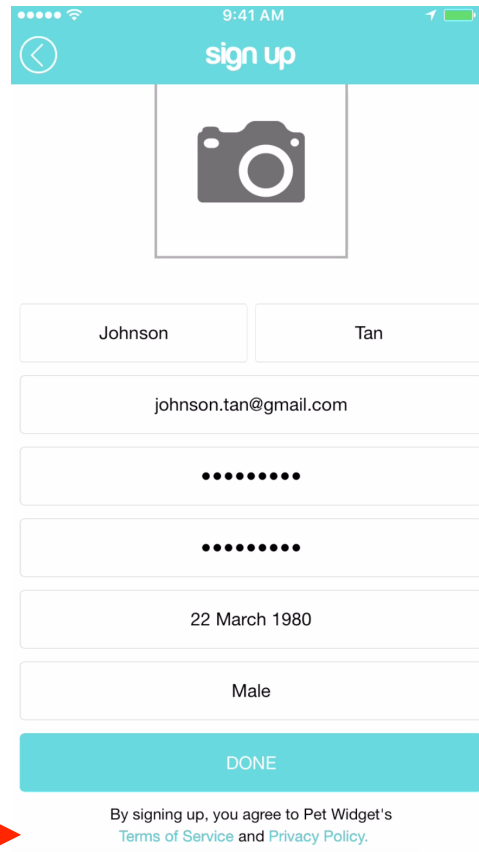 9:41 AM
sign up
Johnson Tan
johnson.tan@gmail.com
•••••••••
•••••••••
22 March 1980
Male
DONE
By signing up, you agree to Pet Widget's
Terms of Service and Privacy Policy.